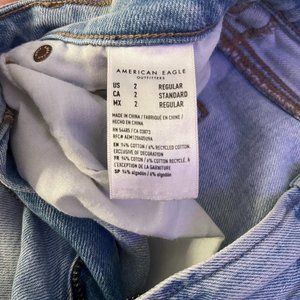 AMERICAN EAGLE
OUTFITTERS
US 2 REGULAR
CA 2 STANDARD
MX 2 REGULAR
MADE IN CHINA / FABRIQUÉ EN CHINE /
HECHO EN CHINA
RN 54485 / CA 03873
EN 94% COTTON / 6% RECYCLED COTTON,
EXCLUSIVE OF DECORATION
FR 94% COTON / 6% COTON RECYCLÉ, À
L'EXCEPTION DE LA GARNITURE
SP 94% algodón / 6% algodón